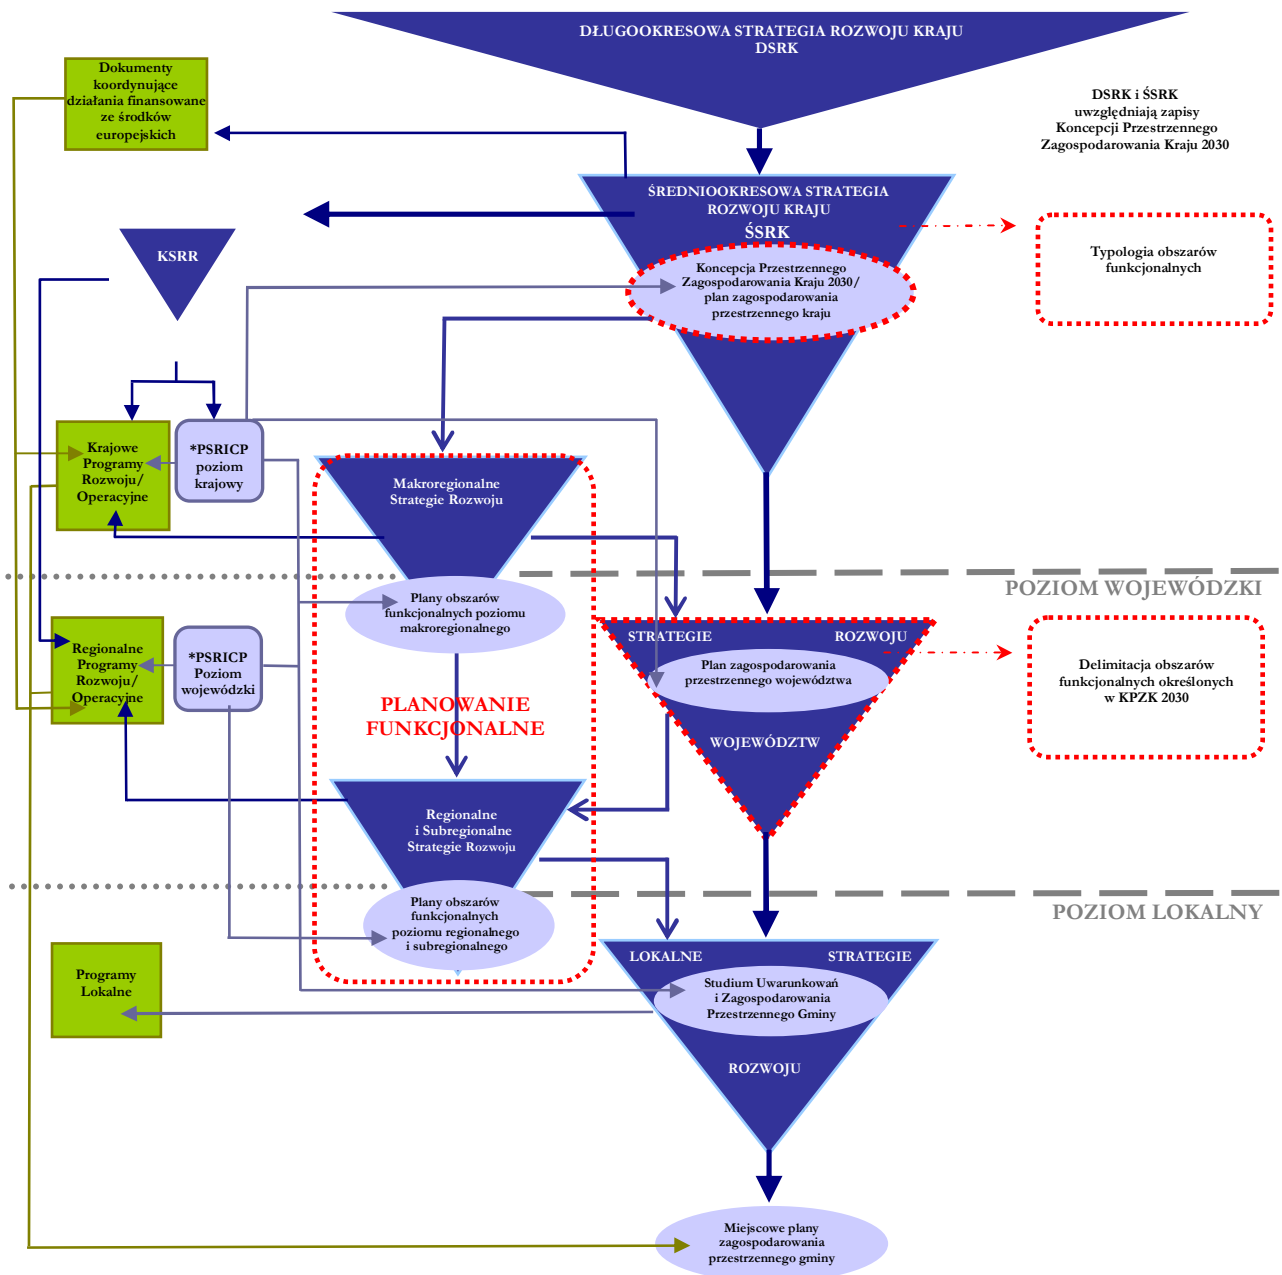 DŁUGOOKRESOWA STRATEGIA ROZWOJU KRAJU
DSRK
Dokumenty
koordynujące
działania finansowane
ze środków
europejskich
DSRK i ŚSRK
uwzględniają zapisy
Koncepcji Przestrzennego
Zagospodarowania Kraju 2030
ŚREDNIOOKRESOWA STRATEGIA
ROZWOJU KRAJU
ŚSRK
Koncepcja Przestrzennego
Zagospodarowania Kraju 2030/
plan zagospodarowania
przestrzennego kraju
Typologia obszarów
funkcjonalnych
KSRR
Krajowe
Programy
Rozwoju/
Operacyjne
*PSRICP
poziom
krajowy
Makroregionalne
Strategie Rozwoju
Plany obszarów
funkcjonalnych poziomu
makroregionalnego
POZIOM WOJEWÓDZKI
Regionalne
Programy
Rozwoju/
Operacyjne
*PSRICP
Poziom
wojewódzki
STRATEGIE ROZWOJU
Plan zagospodarowania
przestrzennego województwa
WOJEWÓDZTW
Delimitacja obszarów
funkcjonalnych określonych
w KPZK 2030
PLANOWANIE
FUNKCJONALNE
Regionalne
i Subregionalne
Strategie Rozwoju
Plany obszarów
funkcjonalnych
poziomu regionalnego
i subregionalnego
POZIOM LOKALNY
Programy
Lokalne
LOKALNE STRATEGIE
Studium Uwarunkowań
i Zagospodarowania
Przestrzennego Gminy
ROZWOJU
Miejscowe plany
zagospodarowania
przestrzennego gminy